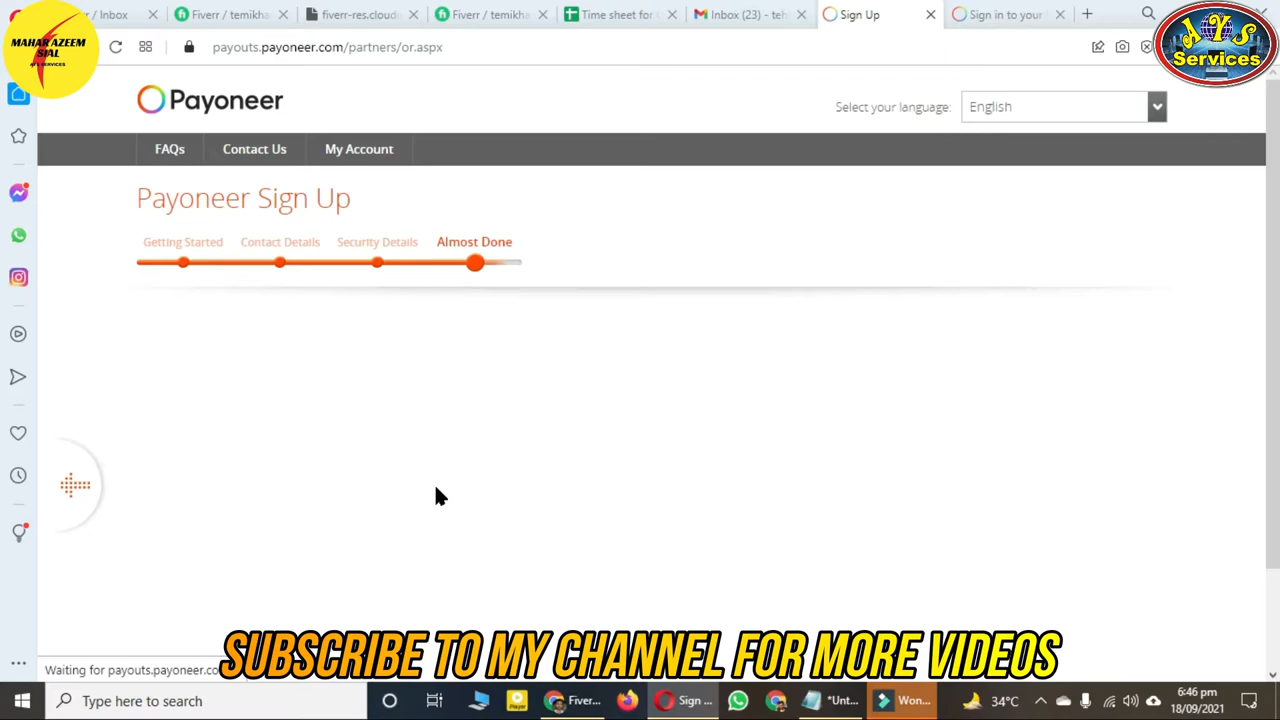 / Inbox
Fiverr / temikha
fiverr-res.cloudi
Fiverr / temikha
Time sheet for
Inbox (23) - teh
Sign Up
Sign in to your
MAHAR AZEEM
SIAL
AYS
Services
payouts.payoneer.com/partners/or.aspx
Payoneer
Select your language:
English
FAQs
Contact Us
My Account
Payoneer Sign Up
Getting Started
Contact Details
Security Details
Almost Done
SUBSCRIBE TO MY CHANNEL FOR MORE VIDEOS
Waiting for payouts.payoneer.co
Type here to search
Fiverr...
Sign ...
*Unt...
Won...
34°C
6:46 pm
18/09/2021